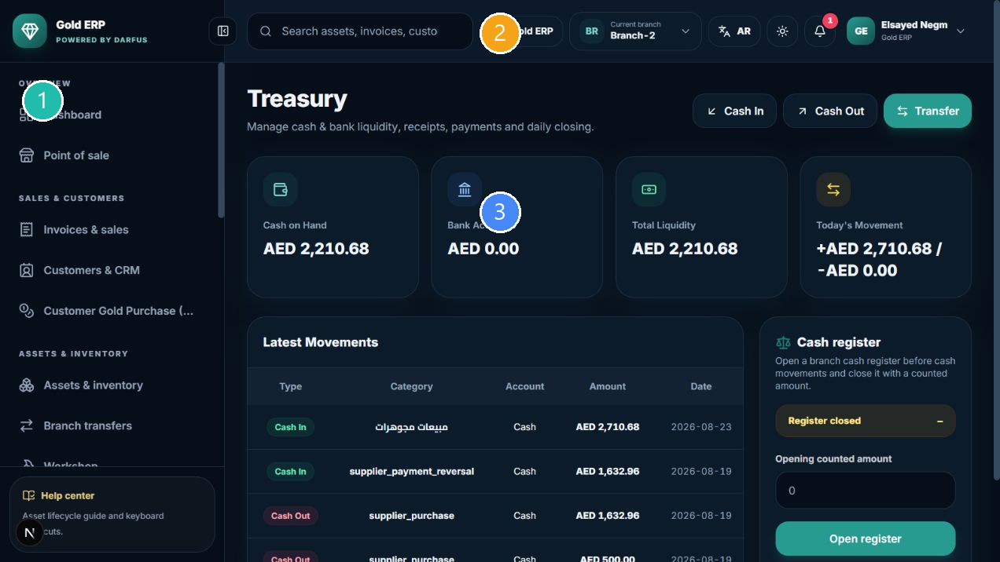 Gold ERP
POWERED BY DARFUS
Search assets, invoices, custo
2
ld ERP
BR
Current branch
Branch-2
AR
1
GE
Elsayed Negm
Gold ERP
1
Dashboard
Point of sale
SALES & CUSTOMERS
Invoices & sales
Customers & CRM
Customer Gold Purchase (...
ASSETS & INVENTORY
Assets & inventory
Branch transfers
Workshop
Help center
Asset lifecycle guide and keyboard
cuts.
N
Treasury
Manage cash & bank liquidity, receipts, payments and daily closing.
Cash In
Cash Out
Transfer
Cash on Hand
AED 2,210.68
3
Bank Ac
AED 0.00
Total Liquidity
AED 2,210.68
Today's Movement
+AED 2,710.68 /
-AED 0.00
Latest Movements
Type Category Account Amount Date
Cash In مبيعات مجوهرات Cash AED 2,710.68 2026-08-23
Cash In supplier_payment_reversal Cash AED 1,632.96 2026-08-19
Cash Out supplier_purchase Cash AED 1,632.96 2026-08-19
Cash Out supplier_purchase Cash AED 500.00 2026-08-19
Cash register
Open a branch cash register before cash
movements and close it with a counted
amount.
Register closed –
Opening counted amount
0
Open register